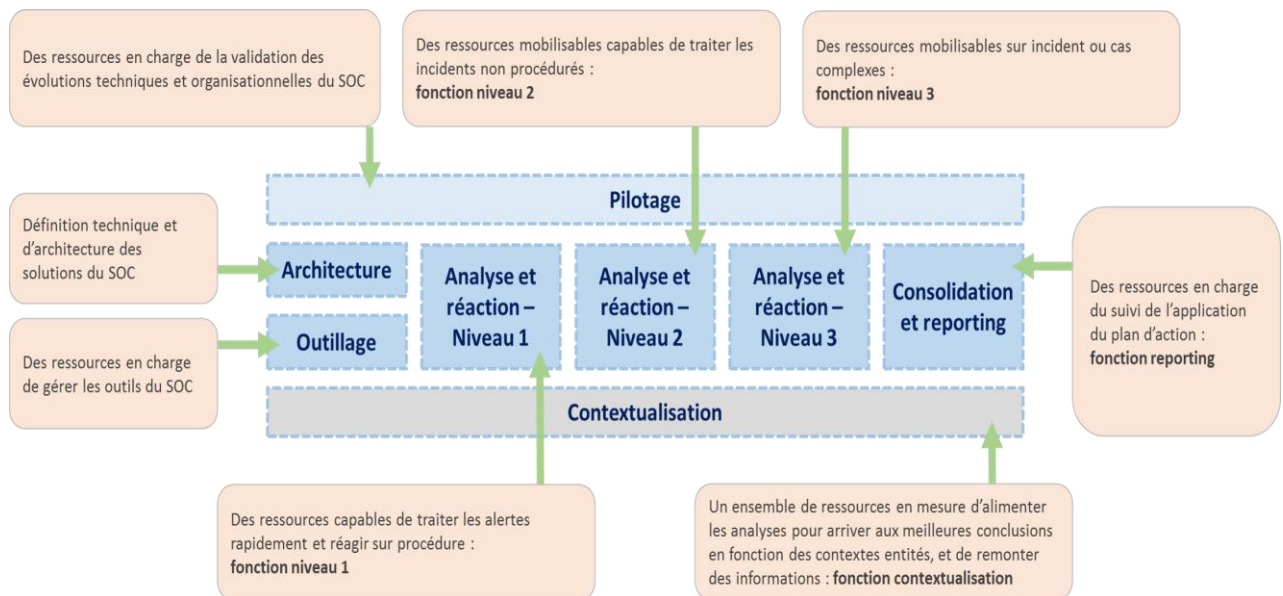 Des ressources en charge de la validation des
évolutions techniques et organisationnelles du SOC
Des ressources mobilisables capables de traiter les
incidents non procédurés :
fonction niveau 2
Des ressources mobilisables sur incident ou cas
complexes :
fonction niveau 3
Pilotage
Définition technique et
d’architecture des
solutions du SOC
Architecture
Des ressources en charge
de gérer les outils du SOC
Outillage
Analyse et
réaction –
Niveau 1
Analyse et
réaction –
Niveau 2
Analyse et
réaction –
Niveau 3
Consolidation
et reporting
Des ressources en charge
du suivi de l’application
du plan d’action :
fonction reporting
Contextualisation
Des ressources capables de traiter les alertes
rapidement et réagir sur procédure :
fonction niveau 1
Un ensemble de ressources en mesure d’alimenter
les analyses pour arriver aux meilleures conclusions
en fonction des contextes entités, et de remonter
des informations : fonction contextualisation